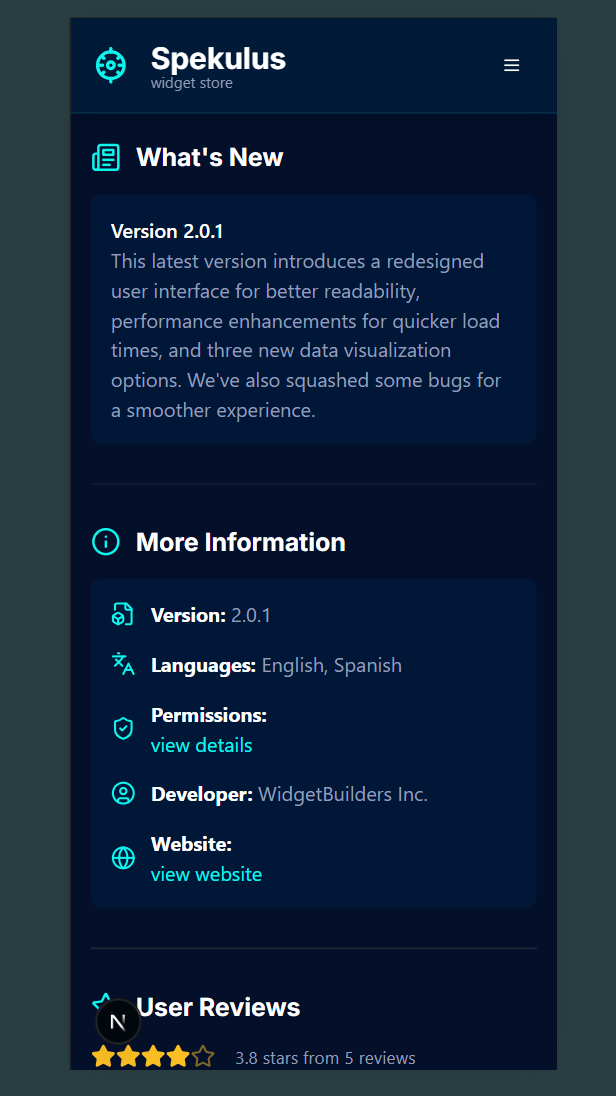 Spekulus
widget store
What's New
Version 2.0.1
This latest version introduces a redesigned
user interface for better readability,
performance enhancements for quicker load
times, and three new data visualization
options. We've also squashed some bugs for
a smoother experience.
More Information
Version: 2.0.1
Languages: English, Spanish
Permissions:
view details
Developer: WidgetBuilders Inc.
Website:
view website
User Reviews
N
3.8 stars from 5 reviews